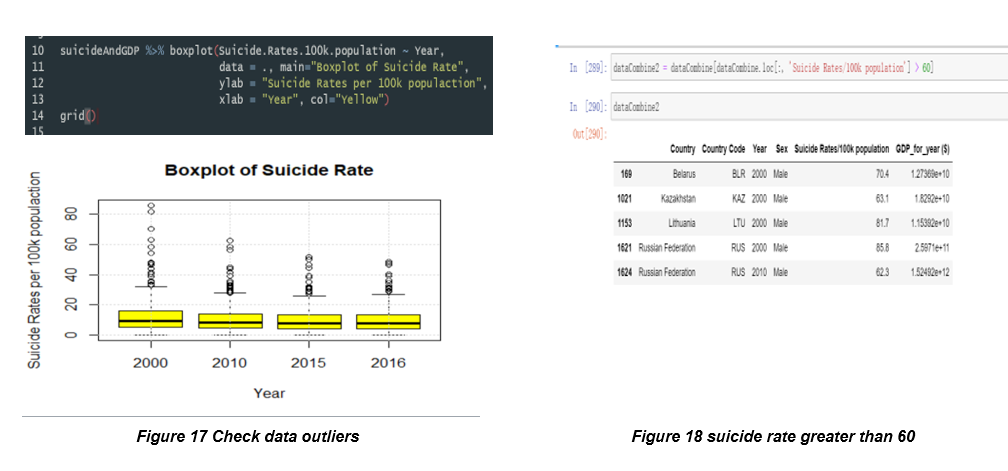 10 suicideAndGDP %>% boxplot(Suicide.Rates.100k.population ~ Year,
11 data = ., main="Boxplot of Suicide Rate",
12 ylab = "Suicide Rates per 100k populaction",
13 xlab = "Year", col="Yellow")
14 grid()
15
Boxplot of Suicide Rate
Suicide Rates per 100k populaction
80
60
40
20
0
2000 2010 2015 2016
Year
Figure 17 Check data outliers
In [289]: dataCombine2 = dataCombine[dataCombine.loc[:, 'Suicide Rates/100k population'] > 60]
In [290]: dataCombine2
Out[290]:
Country Country Code Year Sex Suicide Rates/100k population GDP_for_year ($)
169 Belarus BLR 2000 Male 70.4 1.27369e+10
1021 Kazakhstan KAZ 2000 Male 63.1 1.8292e+10
1153 Lithuania LTU 2000 Male 81.7 1.15392e+10
1621 Russian Federation RUS 2000 Male 85.8 2.5971e+11
1624 Russian Federation RUS 2010 Male 62.3 1.52492e+12
Figure 18 suicide rate greater than 60